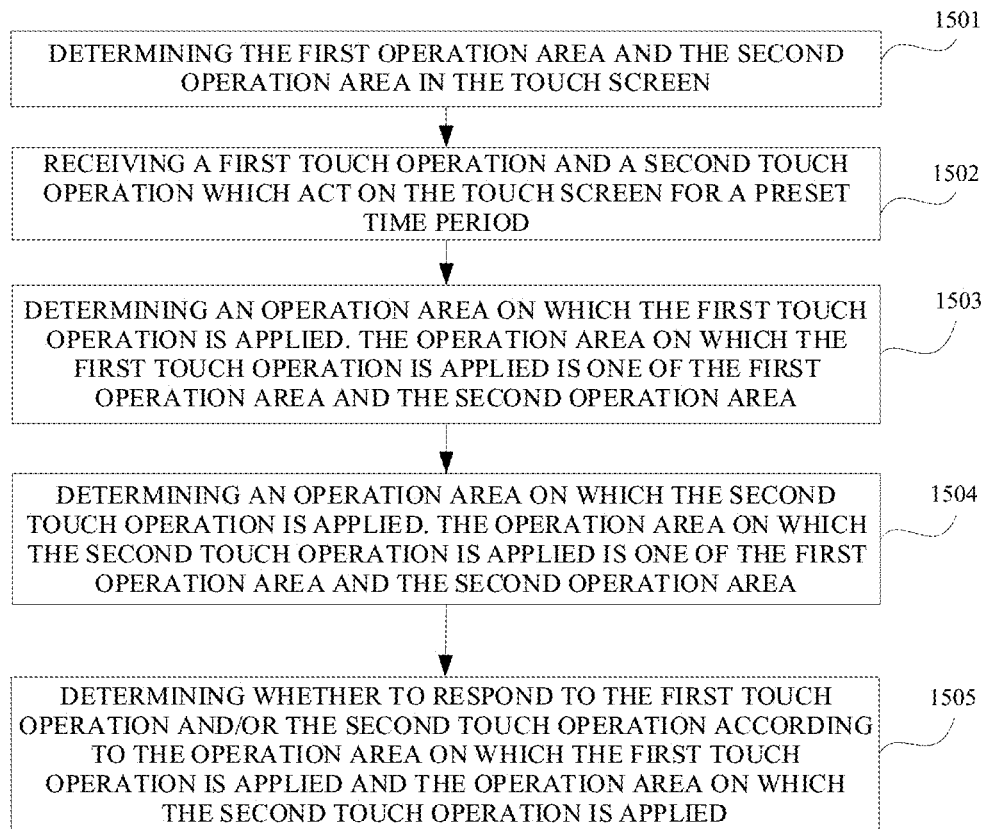 1501
DETERMINING THE FIRST OPERATION AREA AND THE SECOND
OPERATION AREA IN THE TOUCH SCREEN
RECEIVING A FIRST TOUCH OPERATION AND A SECOND TOUCH
OPERATION WHICH ACT ON THE TOUCH SCREEN FOR A PRESET
TIME PERIOD
1502
DETERMINING AN OPERATION AREA ON WHICH THE FIRST TOUCH
OPERATION IS APPLIED. THE OPERATION AREA ON WHICH THE
FIRST TOUCH OPERATION IS APPLIED IS ONE OF THE FIRST
OPERATION AREA AND THE SECOND OPERATION AREA
1503
DETERMINING AN OPERATION AREA ON WHICH THE SECOND
TOUCH OPERATION IS APPLIED. THE OPERATION AREA ON WHICH
THE SECOND TOUCH OPERATION IS APPLIED IS ONE OF THE FIRST
OPERATION AREA AND THE SECOND OPERATION AREA
1504
DETERMINING WHETHER TO RESPOND TO THE FIRST TOUCH
OPERATION AND/OR THE SECOND TOUCH OPERATION ACCORDING
TO THE OPERATION AREA ON WHICH THE FIRST TOUCH
OPERATION IS APPLIED AND THE OPERATION AREA ON WHICH
THE SECOND TOUCH OPERATION IS APPLIED
1505